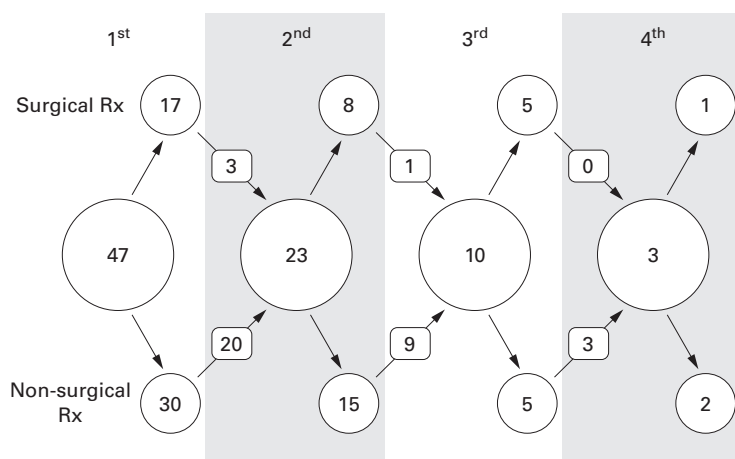 1st 2nd 3rd 4th
Surgical Rx 17 8 5 1
3 1 0
47 23 10 3
20 9 3
Non-surgical
Rx
30 15 5 2